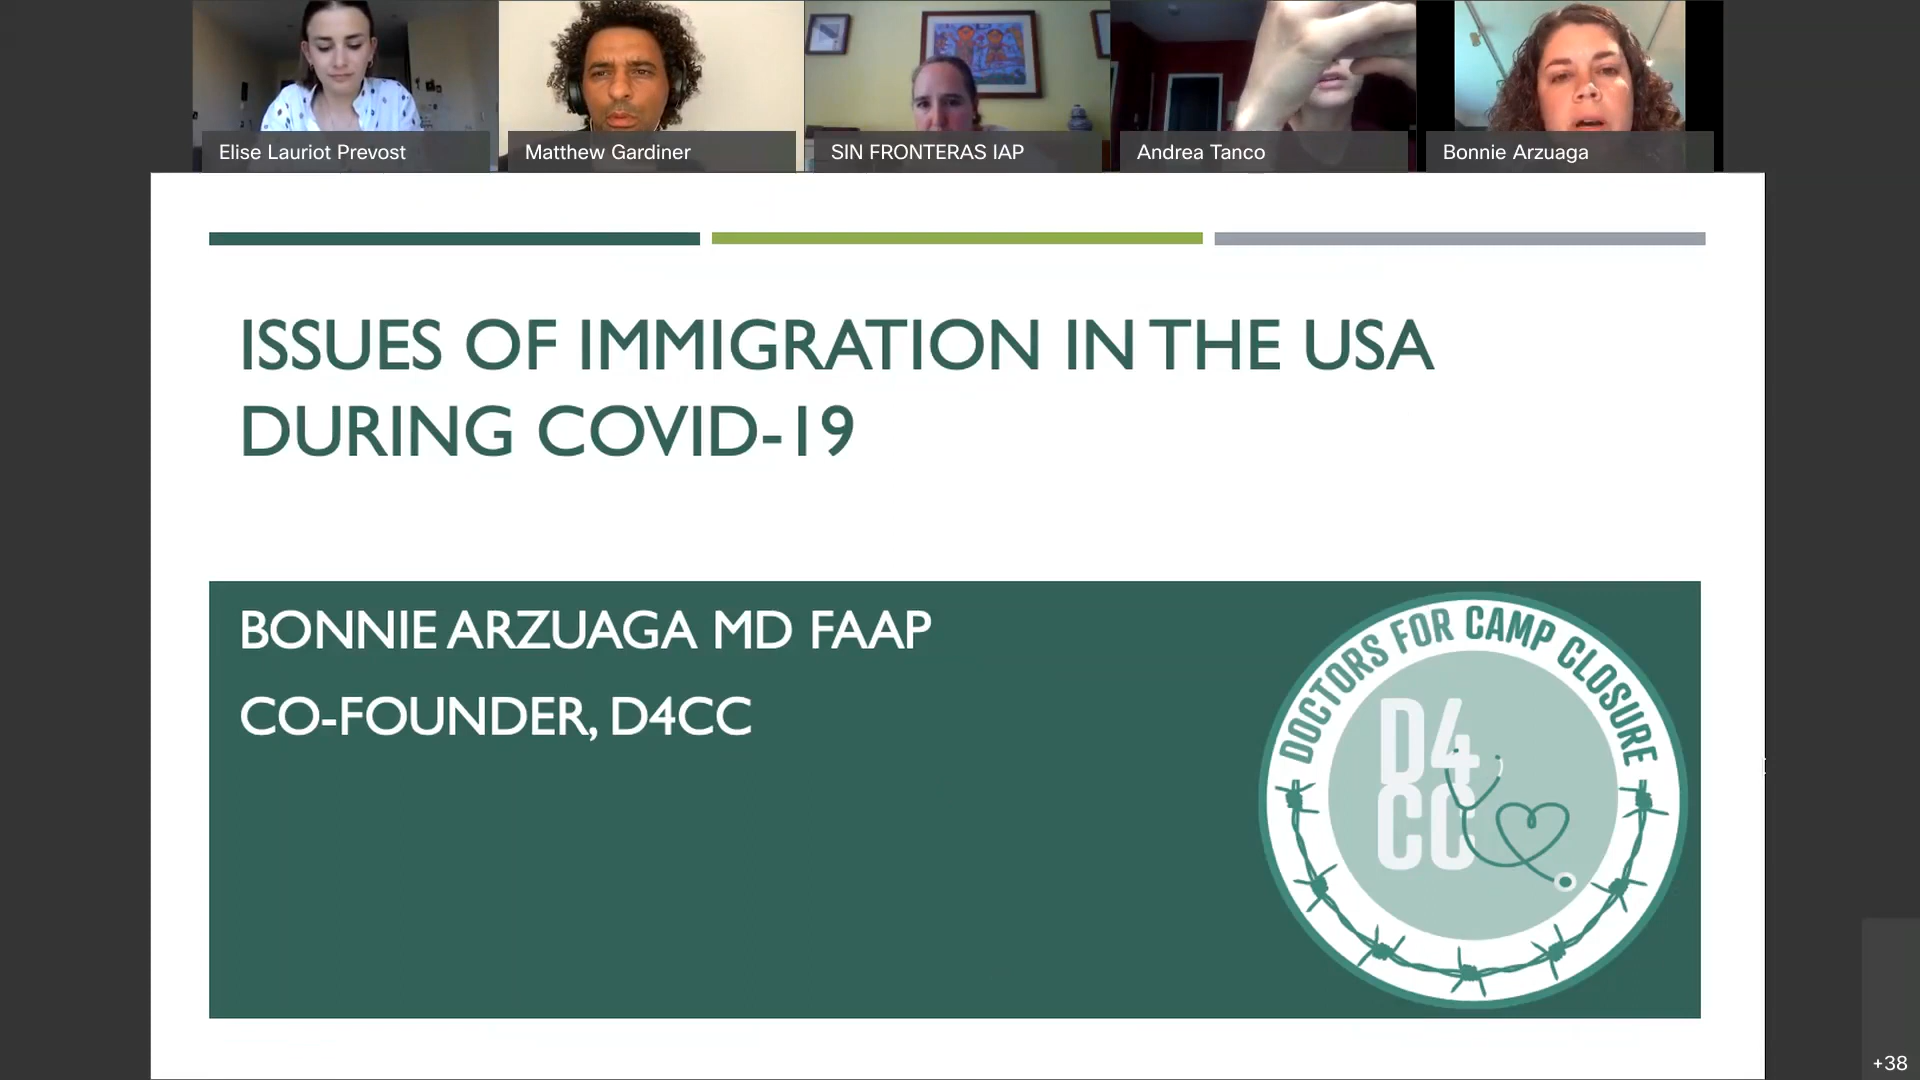 Elise Lauriot Prevost
Matthew Gardiner
SIN FRONTERAS IAP
Andrea Tanco
Bonnie Arzuaga
ISSUES OF IMMIGRATION IN THE USA
DURING COVID-19
BONNIE ARZUAGA MD FAAP
CO-FOUNDER, D4CC
DOCTORS FOR CAMP CLOSURE
D4
CC
+38